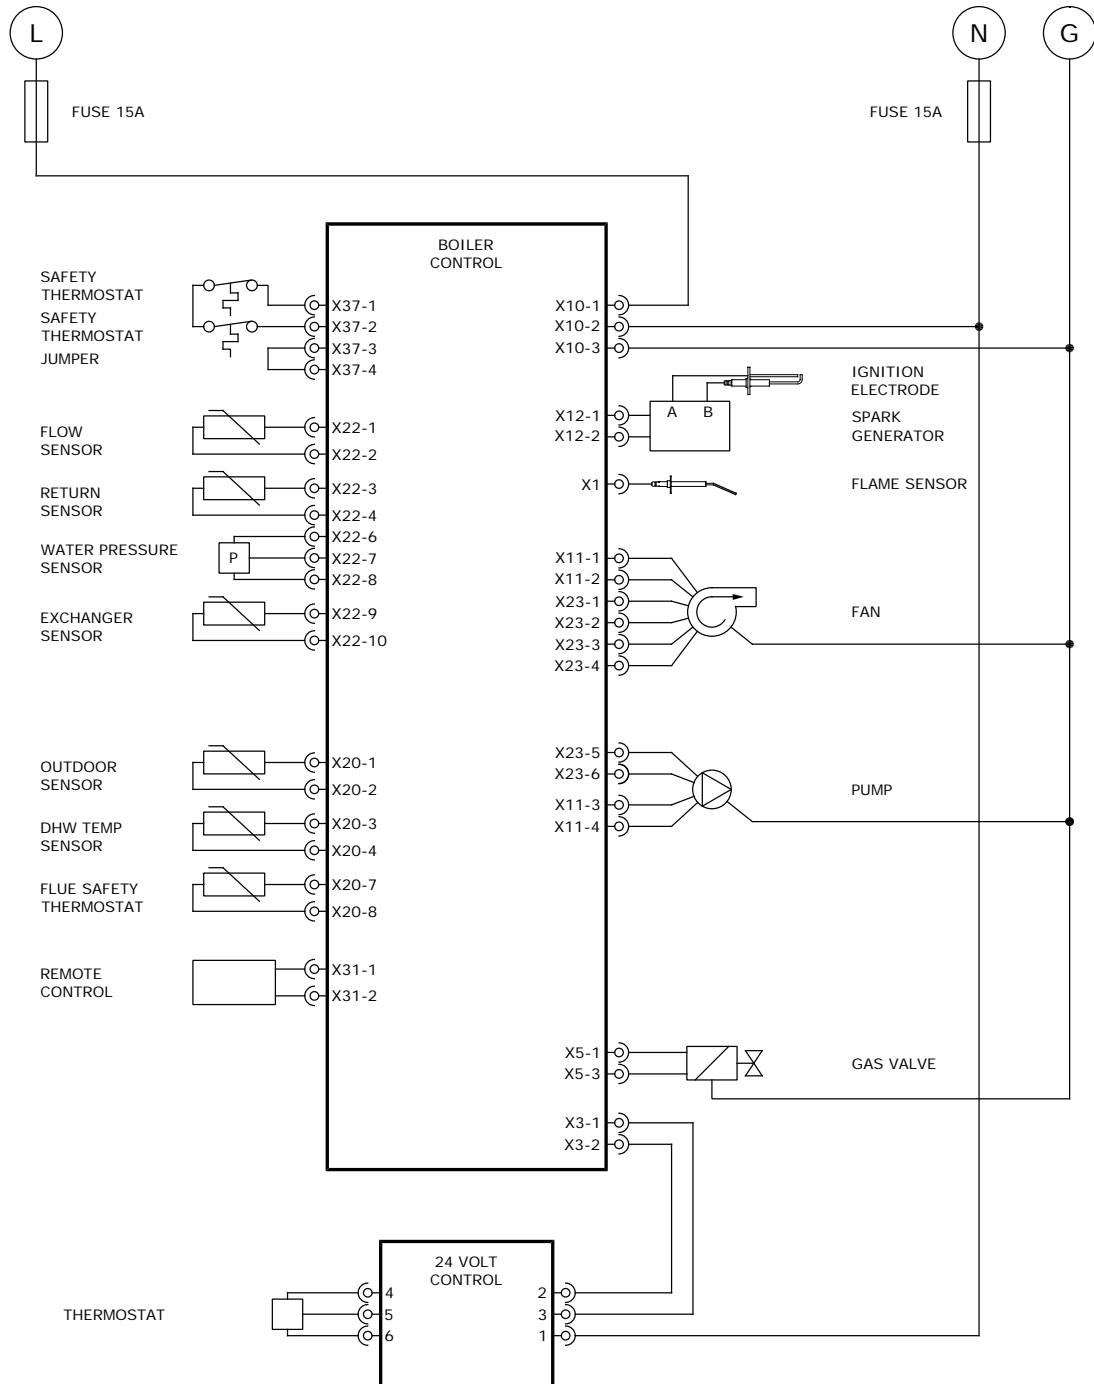 L
N
G
FUSE 15A
FUSE 15A
BOILER
CONTROL
SAFETY
THERMOSTAT
SAFETY
THERMOSTAT
JUMPER
X37-1
X37-2
X37-3
X37-4
X10-1
X10-2
X10-3
IGNITION
ELECTRODE
A
B
X12-1
X12-2
SPARK
GENERATOR
FLOW
SENSOR
X22-1
X22-2
RETURN
SENSOR
X22-3
X22-4
X1
FLAME SENSOR
WATER PRESSURE
SENSOR
P
X22-6
X22-7
X22-8
EXCHANGER
SENSOR
X22-9
X22-10
X11-1
X11-2
X23-1
X23-2
X23-3
X23-4
FAN
OUTDOOR
SENSOR
X20-1
X20-2
DHW TEMP
SENSOR
X20-3
X20-4
FLUE SAFETY
THERMOSTAT
X20-7
X20-8
X23-5
X23-6
X11-3
X11-4
PUMP
REMOTE
CONTROL
X31-1
X31-2
X5-1
X5-3
GAS VALVE
X3-1
X3-2
24 VOLT
CONTROL
THERMOSTAT
4
5
6
2
3
1